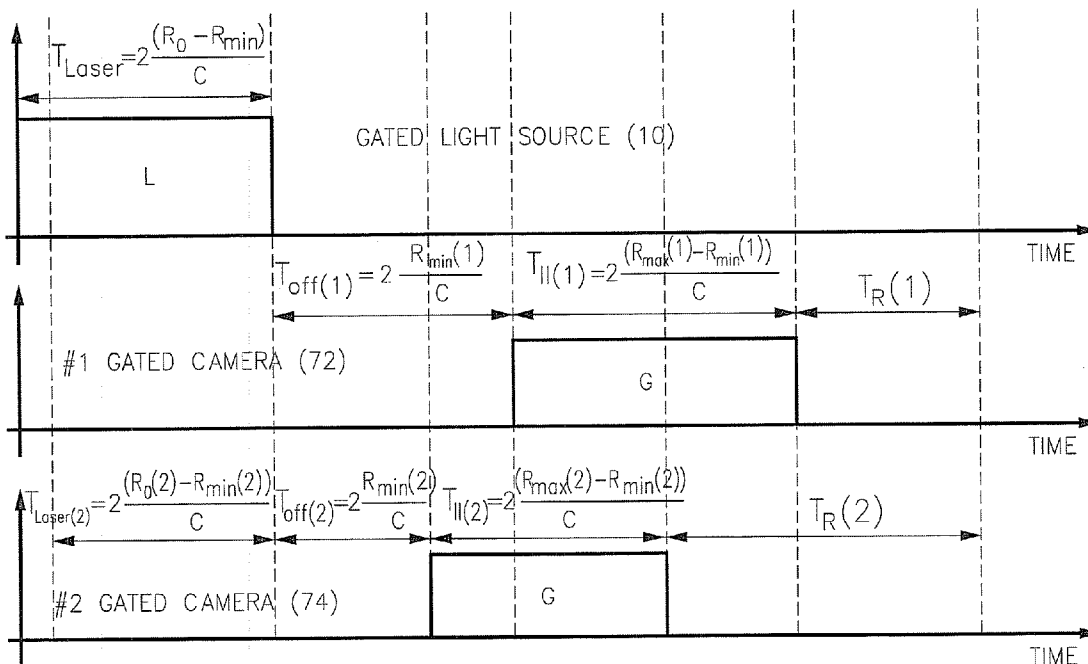 T_Laser=2(R_0 -R_min)/C
GATED LIGHT SOURCE (10)
L
TIME
T_off(1) =2 R_min(1)/C
T_II(1) =2 (R_max(1)-R_min(1))/C
T_R(1)
#1 GATED CAMERA (72)
G
TIME
T_Laser(2)=2 (R_0(2)-R_min(2))/C
T_off(2)=2 R_min(2)/C
T_II(2)=2 (R_max(2)-R_min(2))/C
T_R(2)
#2 GATED CAMERA (74)
G
TIME